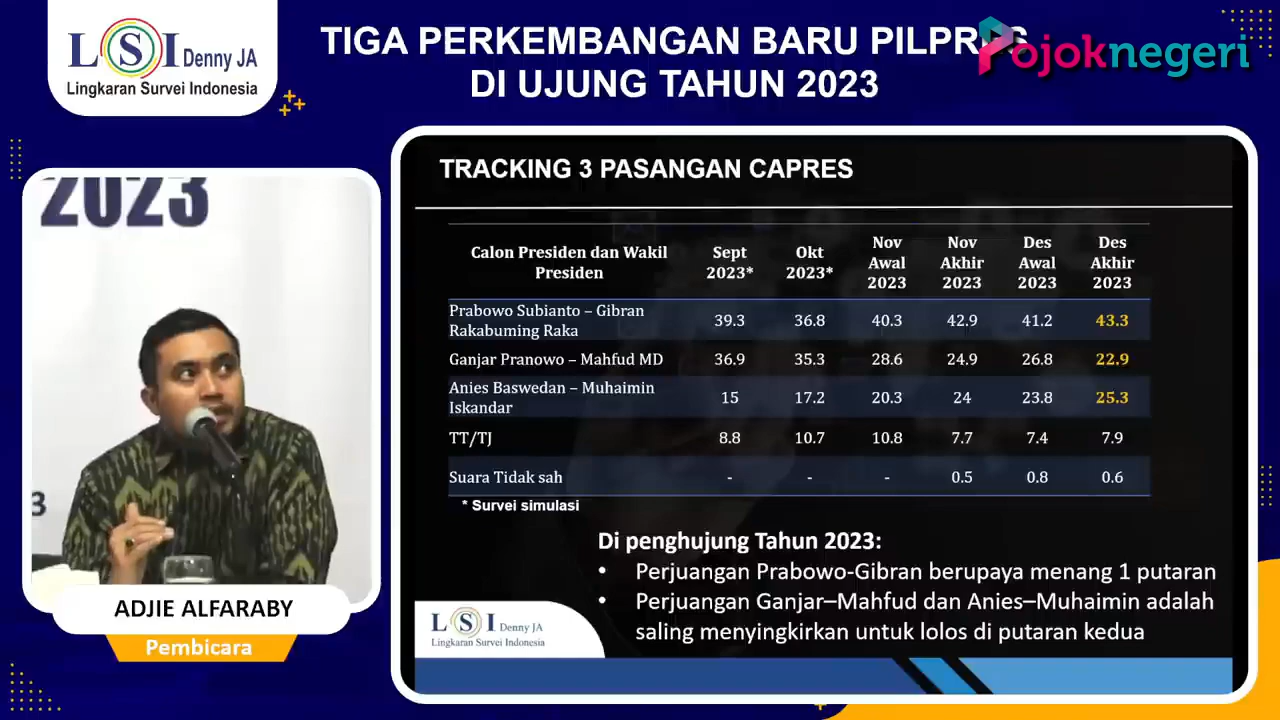 LSI Denny JA
Lingkaran Survei Indonesia
TIGA PERKEMBANGAN BARU PILPRES
DI UJUNG TAHUN 2023
Pojoknegeri
2023
3
ADJIE ALFARABY
Pembicara
TRACKING 3 PASANGAN CAPRES
Calon Presiden dan Wakil Presiden Sept 2023* Okt 2023* Nov Awal 2023 Nov Akhir 2023 Des Awal 2023 Des Akhir 2023
Prabowo Subianto – Gibran Rakabuming Raka 39.3 36.8 40.3 42.9 41.2 43.3
Ganjar Pranowo – Mahfud MD 36.9 35.3 28.6 24.9 26.8 22.9
Anies Baswedan – Muhaimin Iskandar 15 17.2 20.3 24 23.8 25.3
TT/TJ 8.8 10.7 10.8 7.7 7.4 7.9
Suara Tidak sah - - - 0.5 0.8 0.6
* Survei simulasi
Di penghujung Tahun 2023:
• Perjuangan Prabowo-Gibran berupaya menang 1 putaran
• Perjuangan Ganjar–Mahfud dan Anies–Muhaimin adalah
saling menyingkirkan untuk lolos di putaran kedua
LSI Denny JA
Lingkaran Survei Indonesia